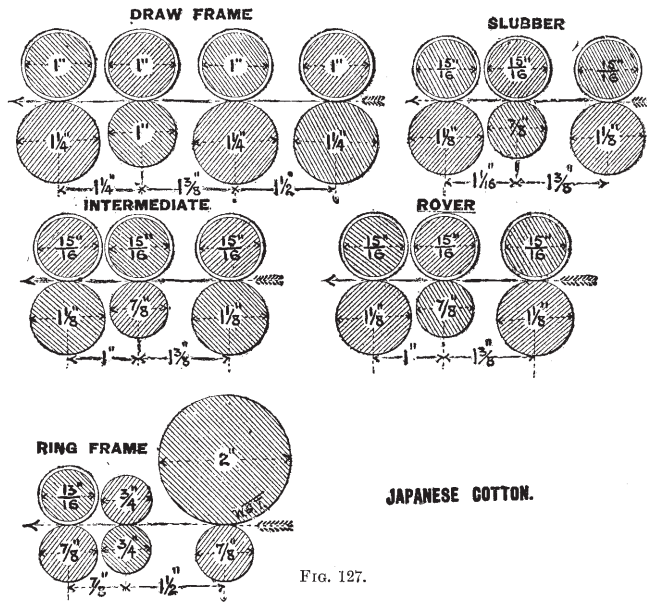 DRAW FRAME
1" 1" 1" 1"
1¼" 1" 1¼" 1¼"
1¼" 1⅜" 1½"
SLUBBER
15/16" 15/16" 15/16"
1⅛" ⅞" 1⅛"
1 1/16" 1⅜"
INTERMEDIATE
15/16" 15/16" 15/16"
1⅛" ⅞" 1⅛"
1" 1⅜"
ROVER
15/16" 15/16" 15/16"
1⅛" ⅞" 1⅛"
1" 1⅜"
RING FRAME
13/16" ¾" 2"
W.G.T.
⅞" ¾" ⅞"
⅞" 1½"
JAPANESE COTTON.
FIG. 127.